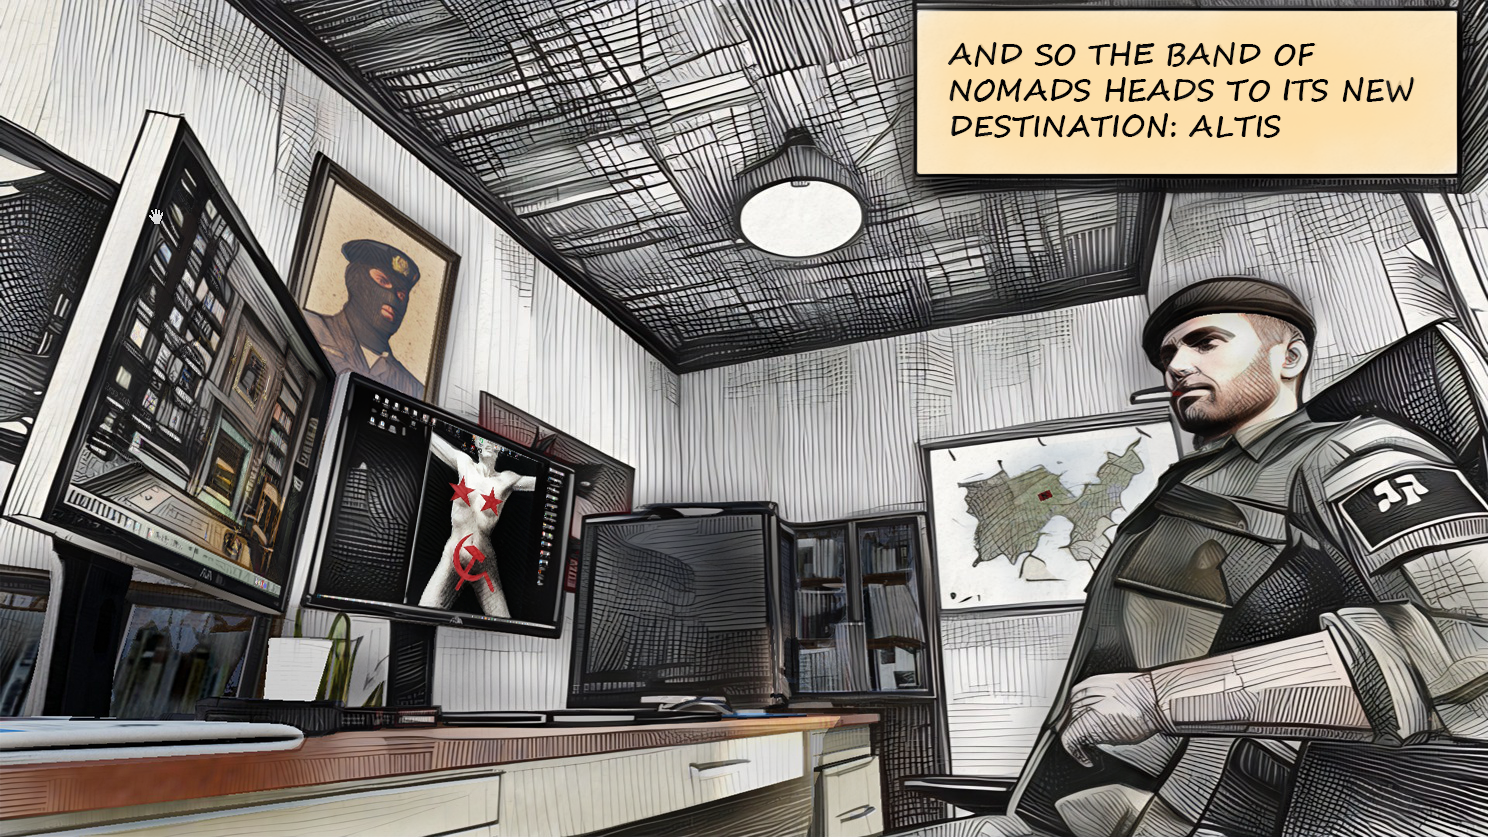 AND SO THE BAND OF
NOMADS HEADS TO ITS NEW
DESTINATION: ALTIS